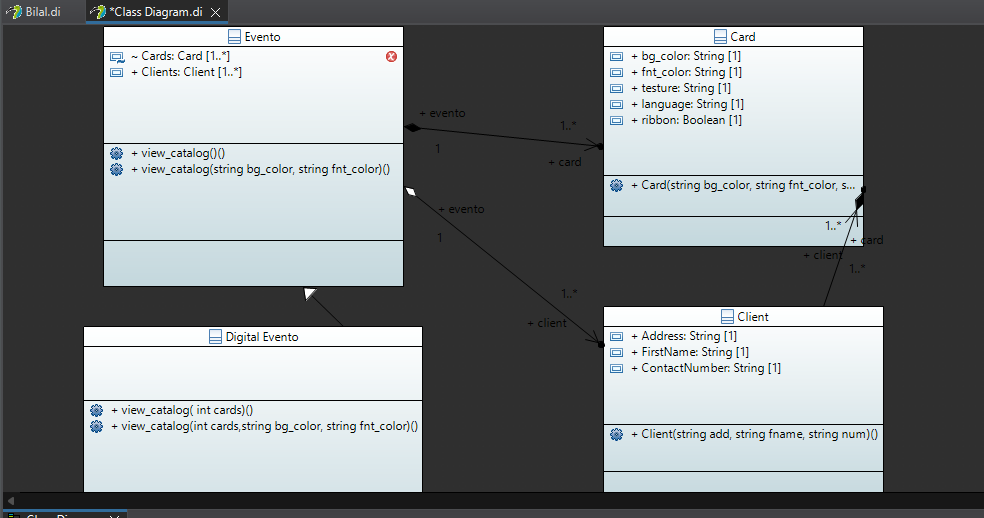 Bilal.di
*Class Diagram.di
Evento
~ Cards: Card [1..*]
+ Clients: Client [1..*]
+ view_catalog()()
+ view_catalog(string bg_color, string fnt_color)()
Card
+ bg_color: String [1]
+ fnt_color: String [1]
+ testure: String [1]
+ language: String [1]
+ ribbon: Boolean [1]
+ Card(string bg_color, string fnt_color, s...
+ evento
1
1..*
+ card
+ evento
1
1..*
+ client
1..*
+ card
+ client
1..*
Digital Evento
+ view_catalog( int cards)()
+ view_catalog(int cards,string bg_color, string fnt_color)()
Client
+ Address: String [1]
+ FirstName: String [1]
+ ContactNumber: String [1]
+ Client(string add, string fname, string num)()